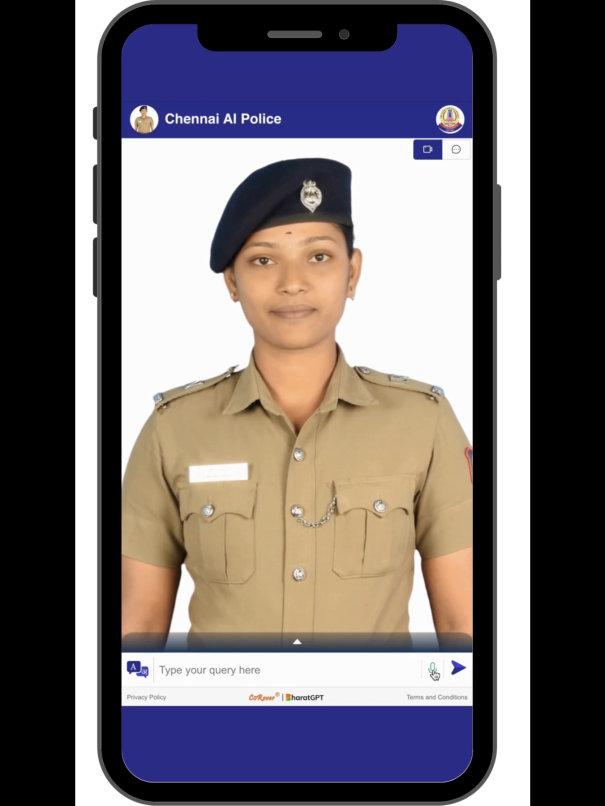 Chennai AI Police
Type your query here
Privacy Policy
CoRover® | BharatGPT
Terms and Conditions